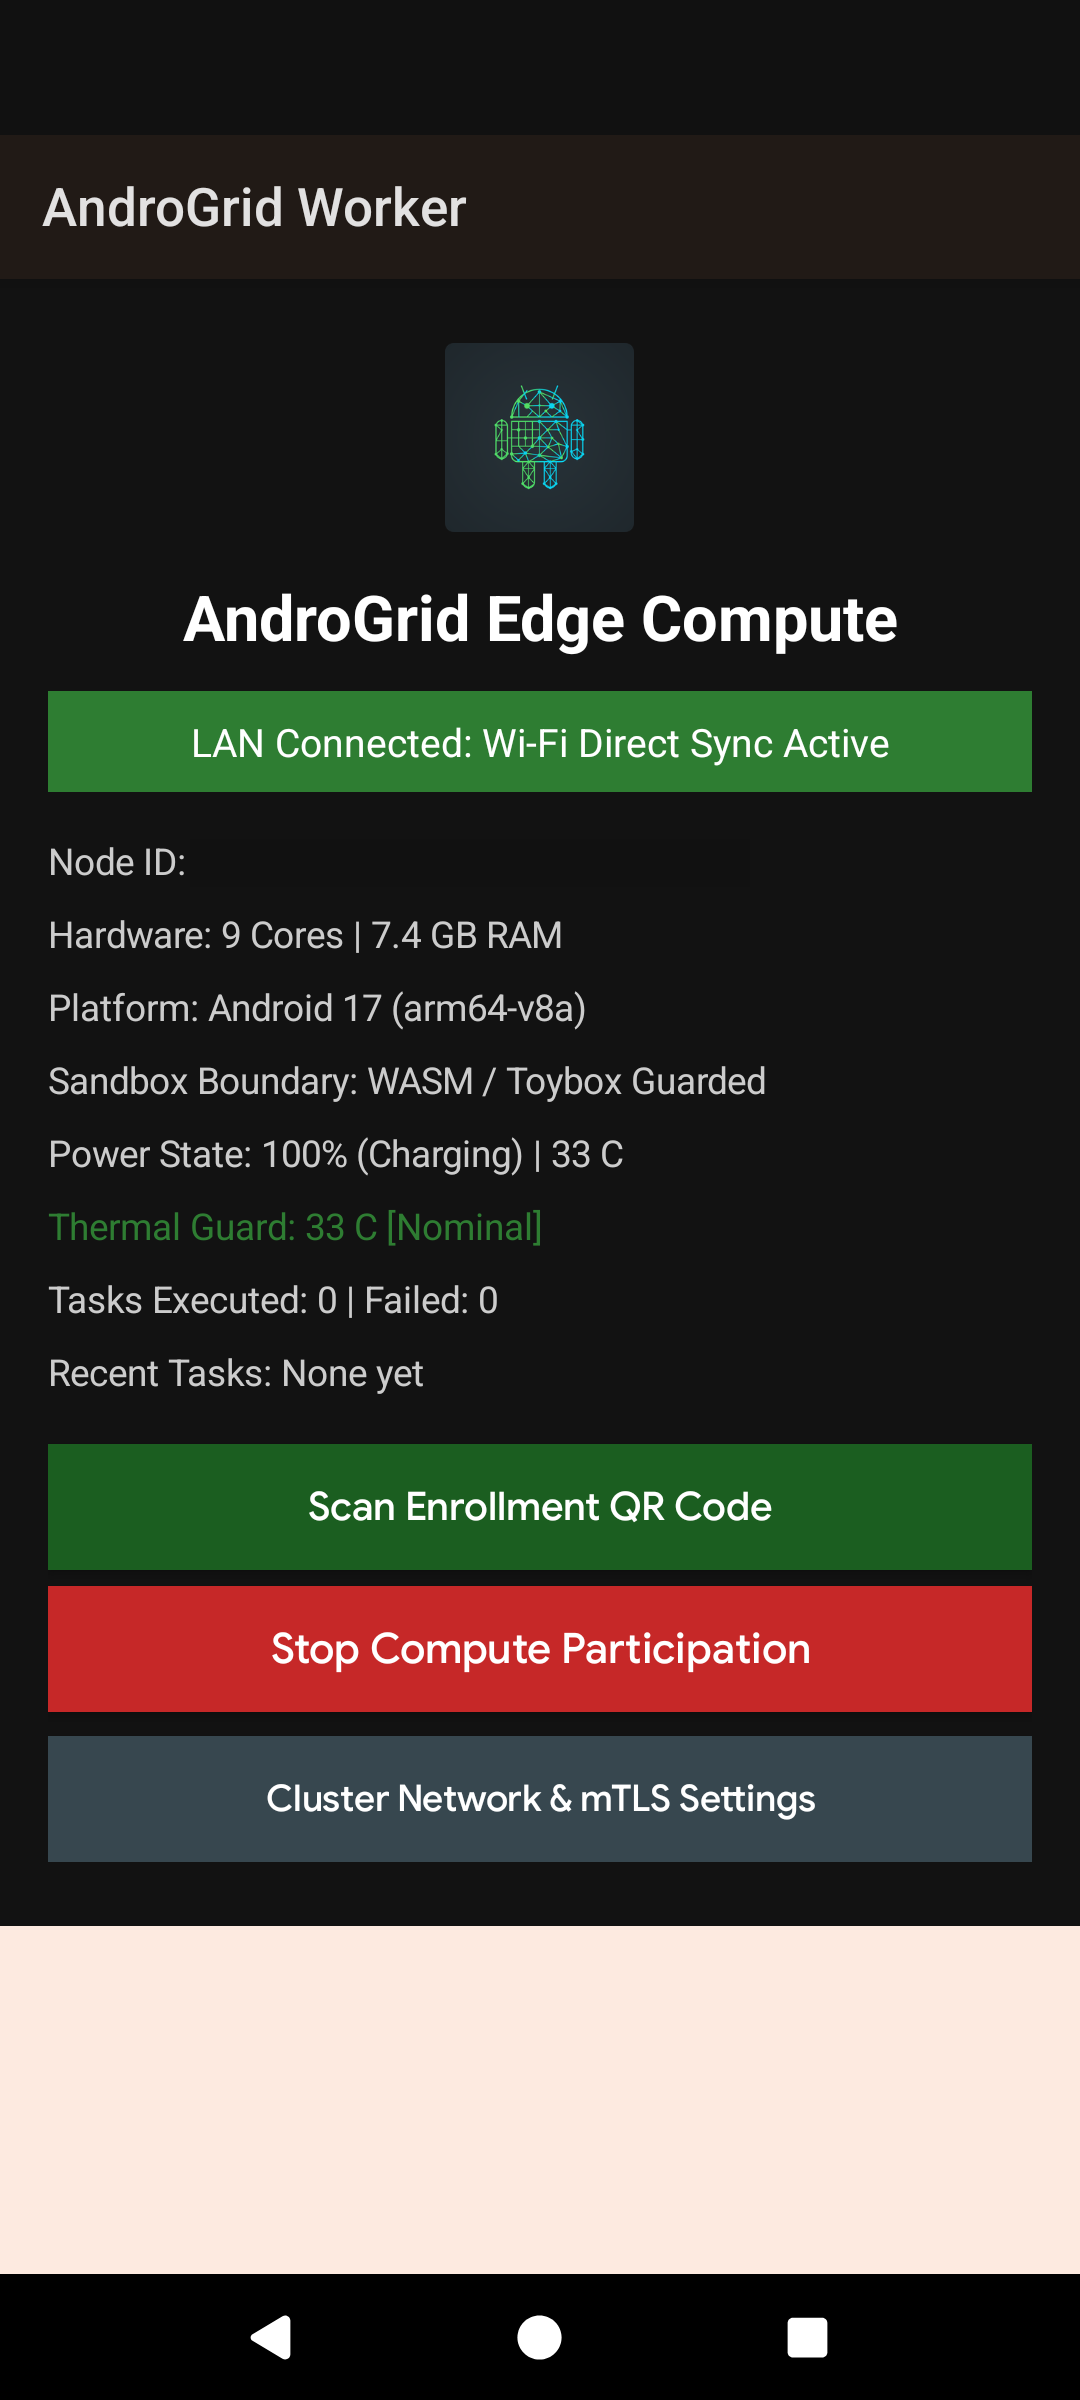 AndroGrid Worker
AndroGrid Edge Compute
LAN Connected: Wi-Fi Direct Sync Active
Node ID:
Hardware: 9 Cores | 7.4 GB RAM
Platform: Android 17 (arm64-v8a)
Sandbox Boundary: WASM / Toybox Guarded
Power State: 100% (Charging) | 33 C
Thermal Guard: 33 C [Nominal]
Tasks Executed: 0 | Failed: 0
Recent Tasks: None yet
Scan Enrollment QR Code
Stop Compute Participation
Cluster Network & mTLS Settings